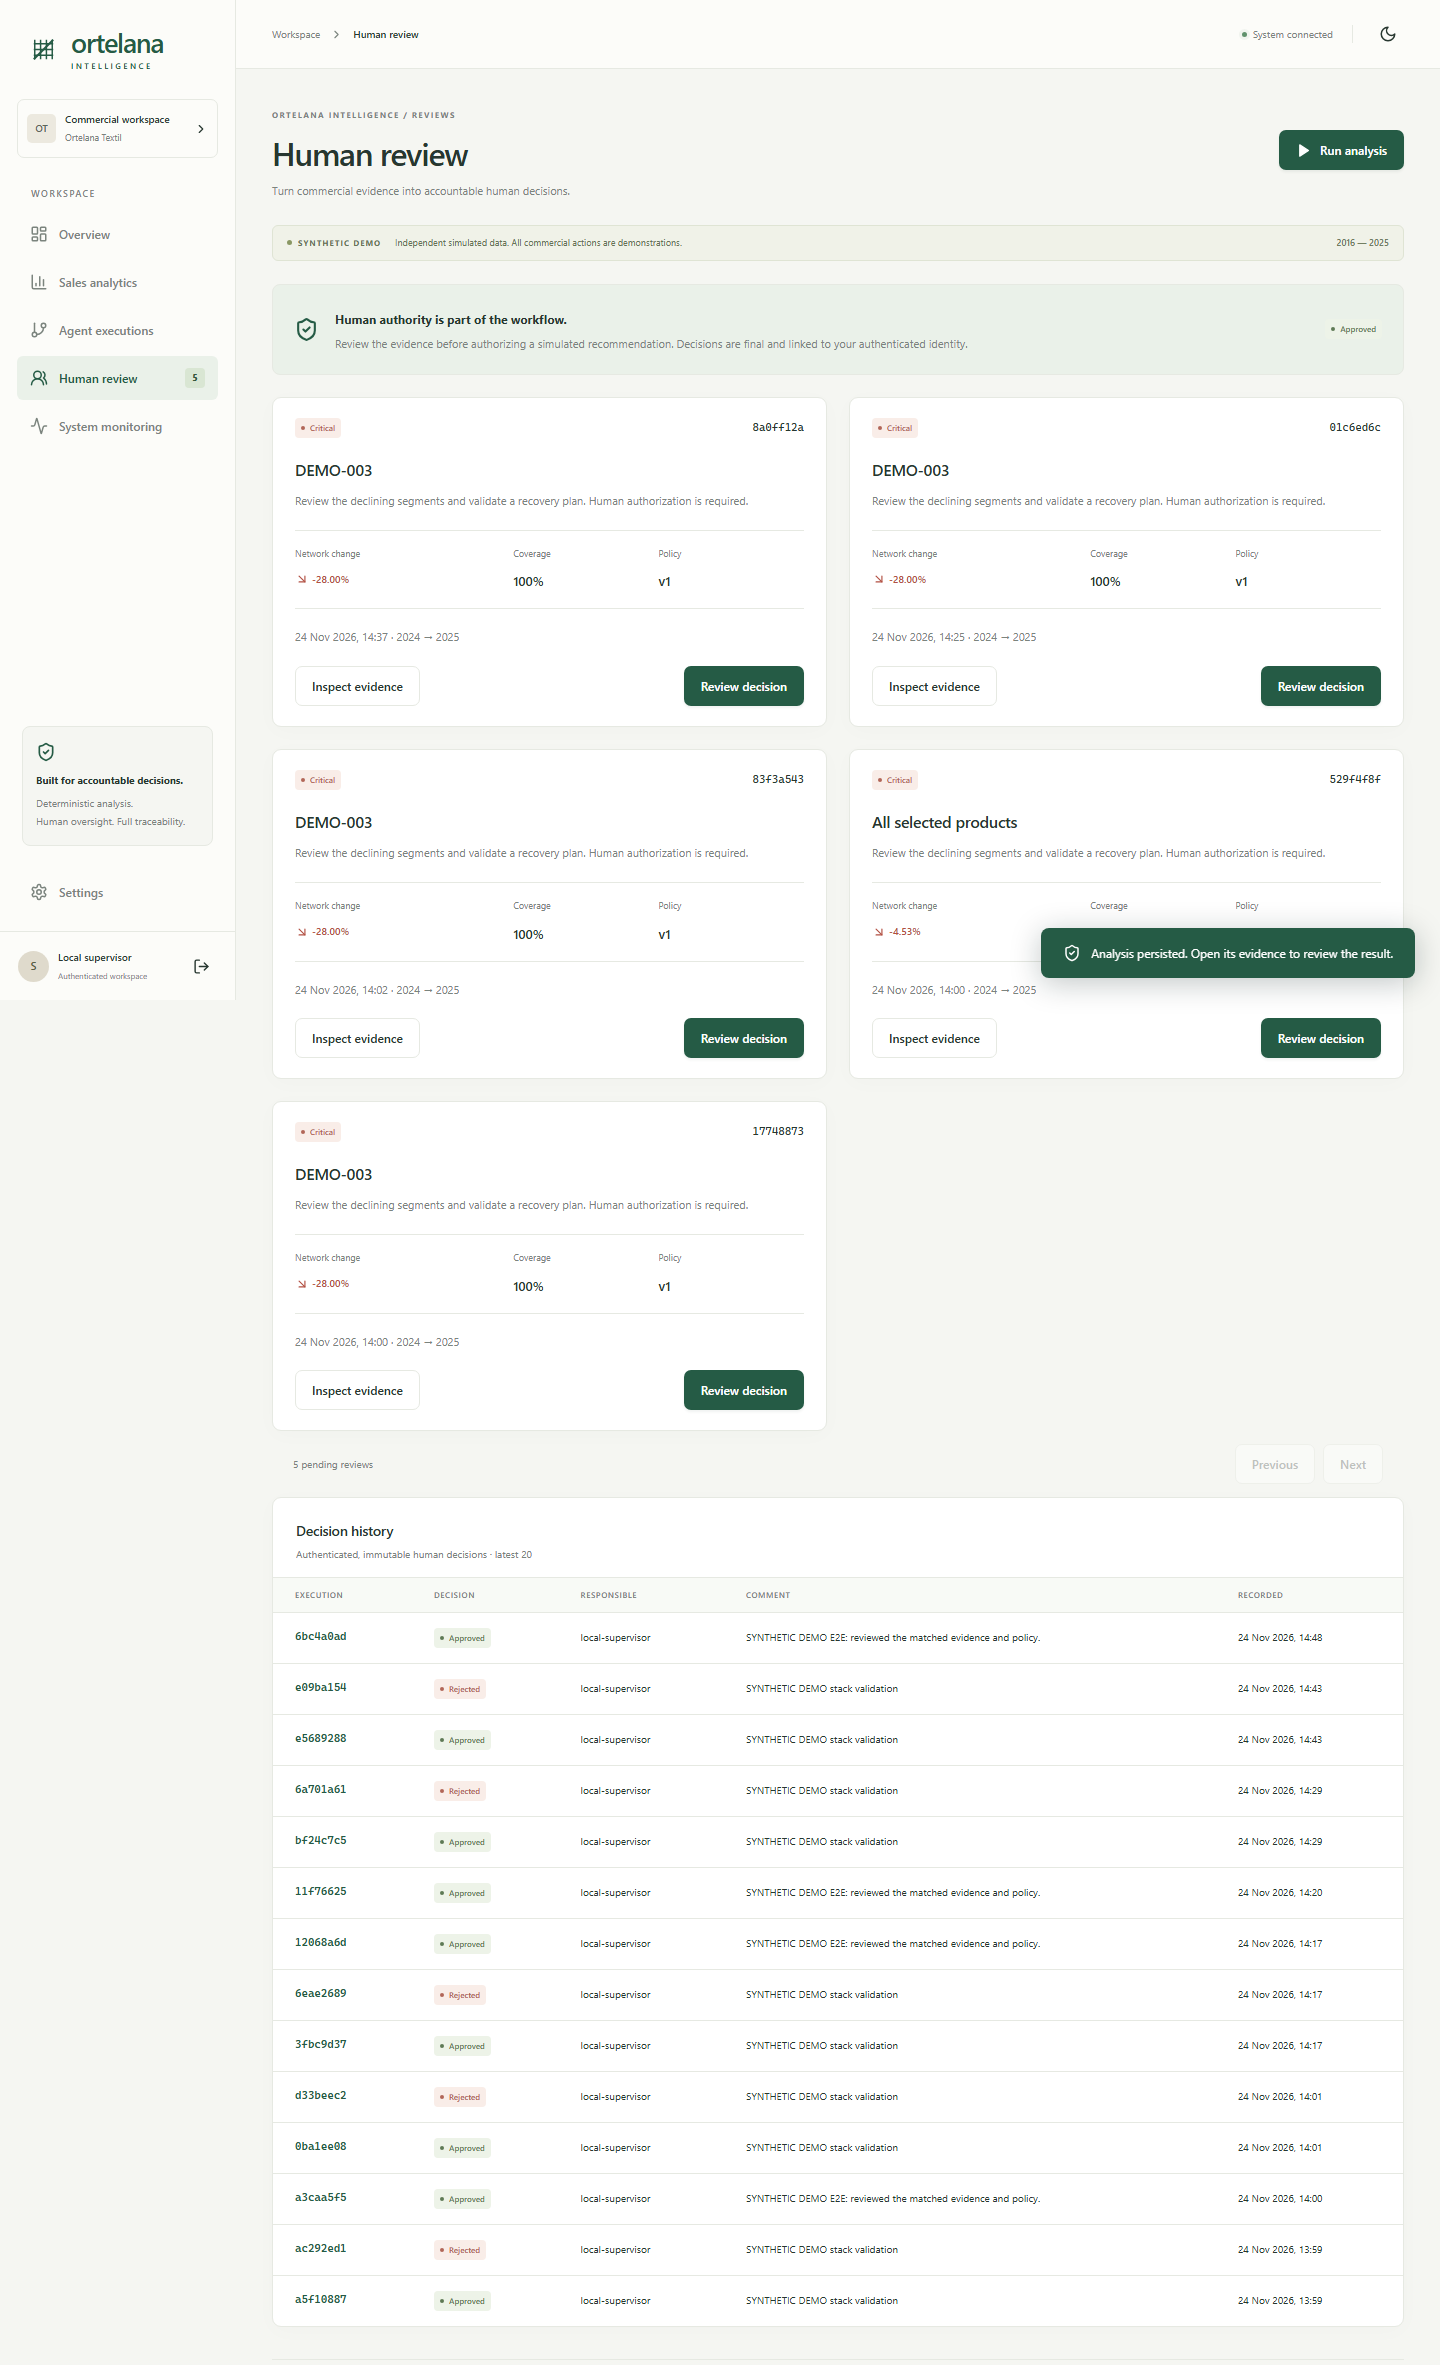 ortelana
INTELLIGENCE
OT
Commercial workspace
Ortelana Textil
WORKSPACE
Overview
Sales analytics
Agent executions
Human review
5
System monitoring
Built for accountable decisions.
Deterministic analysis.
Human oversight. Full traceability.
Settings
S
Local supervisor
Authenticated workspace
Workspace > Human review
System connected
ORTELANA INTELLIGENCE / REVIEWS
Human review
Turn commercial evidence into accountable human decisions.
Run analysis
SYNTHETIC DEMO Independent simulated data. All commercial actions are demonstrations. 2016 — 2025
Human authority is part of the workflow.
Review the evidence before authorizing a simulated recommendation. Decisions are final and linked to your authenticated identity.
Approved
Critical 8a0ff12a
DEMO-003
Review the declining segments and validate a recovery plan. Human authorization is required.
Network change Coverage Policy
-28.00% 100% v1
24 Nov 2026, 14:37 · 2024 → 2025
Inspect evidence Review decision
Critical 01c6ed6c
DEMO-003
Review the declining segments and validate a recovery plan. Human authorization is required.
Network change Coverage Policy
-28.00% 100% v1
24 Nov 2026, 14:25 · 2024 → 2025
Inspect evidence Review decision
Critical 83f3a543
DEMO-003
Review the declining segments and validate a recovery plan. Human authorization is required.
Network change Coverage Policy
-28.00% 100% v1
24 Nov 2026, 14:02 · 2024 → 2025
Inspect evidence Review decision
Critical 529f4f8f
All selected products
Review the declining segments and validate a recovery plan. Human authorization is required.
Network change Coverage Policy
-4.53%
Analysis persisted. Open its evidence to review the result.
24 Nov 2026, 14:00 · 2024 → 2025
Inspect evidence Review decision
Critical 17748873
DEMO-003
Review the declining segments and validate a recovery plan. Human authorization is required.
Network change Coverage Policy
-28.00% 100% v1
24 Nov 2026, 14:00 · 2024 → 2025
Inspect evidence Review decision
5 pending reviews Previous Next
Decision history
Authenticated, immutable human decisions · latest 20
EXECUTION DECISION RESPONSIBLE COMMENT RECORDED
6bc4a0ad Approved local-supervisor SYNTHETIC DEMO E2E: reviewed the matched evidence and policy. 24 Nov 2026, 14:48
e09ba154 Rejected local-supervisor SYNTHETIC DEMO stack validation 24 Nov 2026, 14:43
e5689288 Approved local-supervisor SYNTHETIC DEMO stack validation 24 Nov 2026, 14:43
6a701a61 Rejected local-supervisor SYNTHETIC DEMO stack validation 24 Nov 2026, 14:29
bf24c7c5 Approved local-supervisor SYNTHETIC DEMO stack validation 24 Nov 2026, 14:29
11f76625 Approved local-supervisor SYNTHETIC DEMO E2E: reviewed the matched evidence and policy. 24 Nov 2026, 14:20
12068a6d Approved local-supervisor SYNTHETIC DEMO E2E: reviewed the matched evidence and policy. 24 Nov 2026, 14:17
6eae2689 Rejected local-supervisor SYNTHETIC DEMO stack validation 24 Nov 2026, 14:17
3fbc9d37 Approved local-supervisor SYNTHETIC DEMO stack validation 24 Nov 2026, 14:17
d33beec2 Rejected local-supervisor SYNTHETIC DEMO stack validation 24 Nov 2026, 14:01
0ba1ee08 Approved local-supervisor SYNTHETIC DEMO stack validation 24 Nov 2026, 14:01
a3caa5f5 Approved local-supervisor SYNTHETIC DEMO E2E: reviewed the matched evidence and policy. 24 Nov 2026, 14:00
ac292ed1 Rejected local-supervisor SYNTHETIC DEMO stack validation 24 Nov 2026, 13:59
a5f10887 Approved local-supervisor SYNTHETIC DEMO stack validation 24 Nov 2026, 13:59